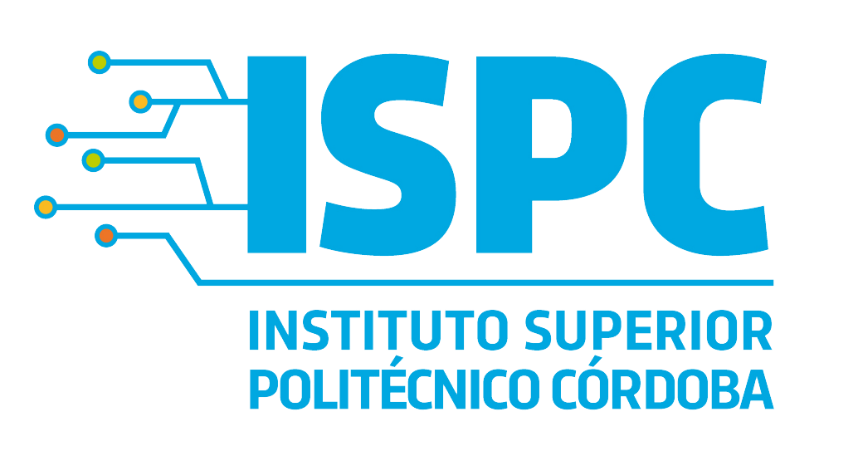 ISPC
INSTITUTO SUPERIOR
POLITÉCNICO CÓRDOBA